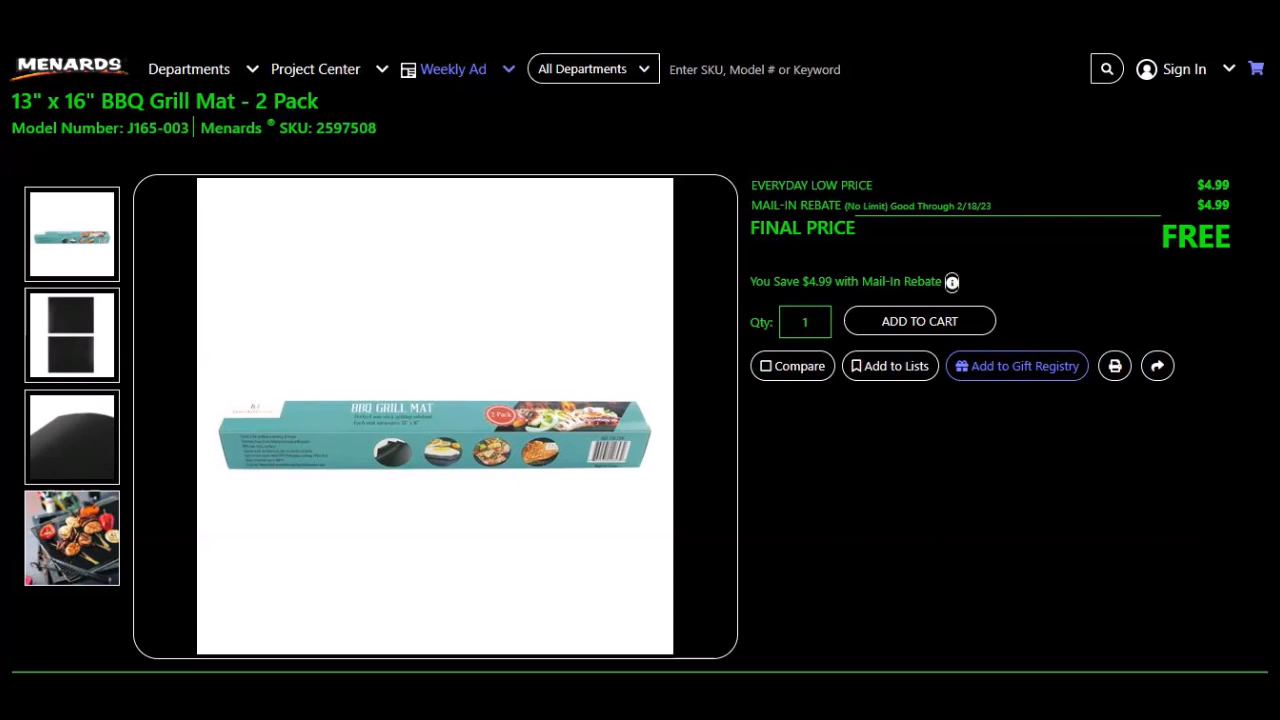 MENARDS Departments Project Center Weekly Ad All Departments Enter SKU, Model # or Keyword Sign In
13" x 16" BBQ Grill Mat - 2 Pack
Model Number: J165-003 Menards ® SKU: 2597508
EVERYDAY LOW PRICE $4.99
MAIL-IN REBATE (No Limit) Good Through 2/18/23 $4.99
FINAL PRICE FREE
You Save $4.99 with Mail-In Rebate
Qty: 1 ADD TO CART
Compare Add to Lists Add to Gift Registry
BBQ GRILL MAT
2 Pack